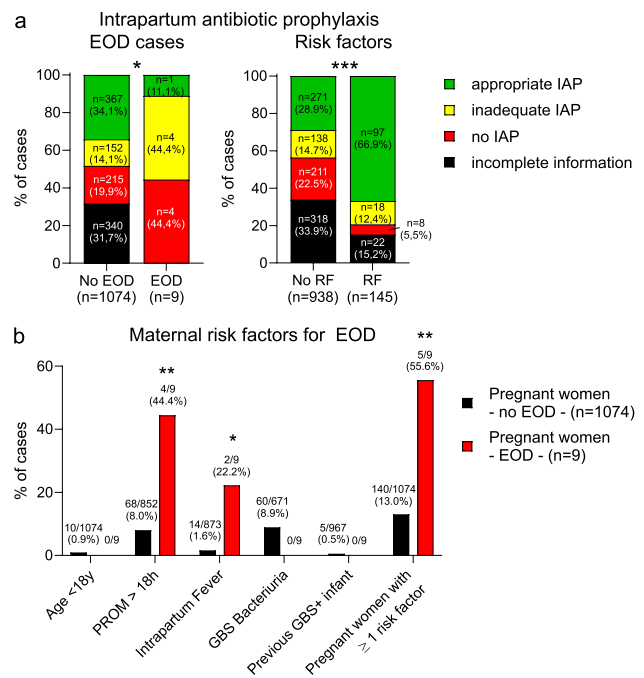 a
Intrapartum antibiotic prophylaxis
EOD cases
Risk factors
*
***
% of cases
100
80
60
40
20
0
n=367
(34,1%)
n=152
(14,1%)
n=215
(19,9%)
n=340
(31,7%)
n=1
(11.1%)
n=4
(44,4%)
n=4
(44,4%)
No EOD
(n=1074)
EOD
(n=9)
% of cases
100
80
60
40
20
0
n=271
(28.9%)
n=138
(14.7%)
n=211
(22.5%)
n=318
(33.9%)
n=97
(66,9%)
n=18
(12,4%)
n=8
(5,5%)
n=22
(15,2%)
No RF
(n=938)
RF
(n=145)
appropriate IAP
inadequate IAP
no IAP
incomplete information
b
Maternal risk factors for EOD
% of cases
60
40
20
0
10/1074
(0.9%)
0/9
68/852
(8.0%)
**
4/9
(44.4%)
14/873
(1.6%)
*
2/9
(22.2%)
60/671
(8.9%)
0/9
5/967
(0.5%)
0/9
140/1074
(13.0%)
**
5/9
(55.6%)
Age <18y
PROM > 18h
Intrapartum Fever
GBS Bacteriuria
Previous GBS+ infant
Pregnant women with
≥ 1 risk factor
Pregnant women
- no EOD - (n=1074)
Pregnant women
- EOD - (n=9)